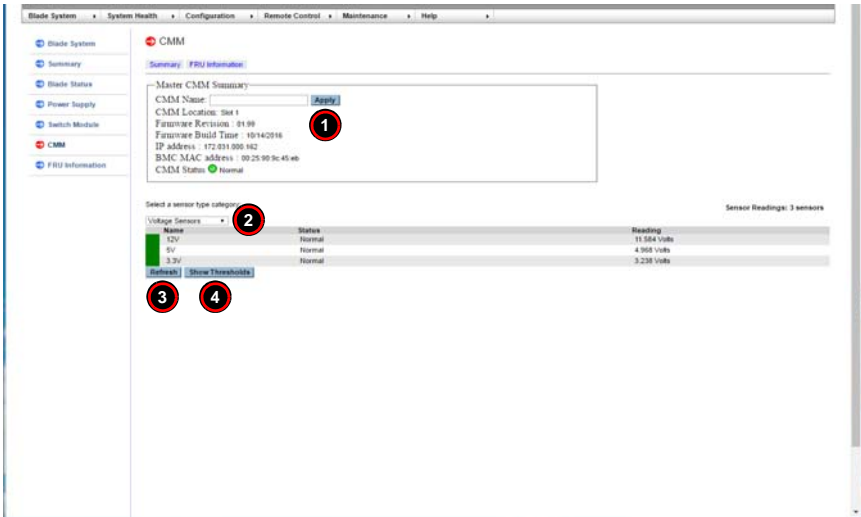 Blade System System Health Configuration Remote Control Maintenance Help
Blade System
Summary
Blade Status
Power Supply
Switch Module
CMM
FRU Information
CMM
Summary FRU Information
Master CMM Summary
CMM Name: Apply
1
CMM Location: Slot 1
Firmware Revision : 01.99
Firmware Build Time : 10/14/2016
IP address : 172.031.000.162
BMC MAC address : 00:25:90:9c:45:eb
CMM Status Normal
Select a sensor type category:
Sensor Readings: 3 sensors
Voltage Sensors
2
Name Status Reading
12V Normal 11.584 Volts
5V Normal 4.968 Volts
3.3V Normal 3.238 Volts
Refresh Show Thresholds
3 4